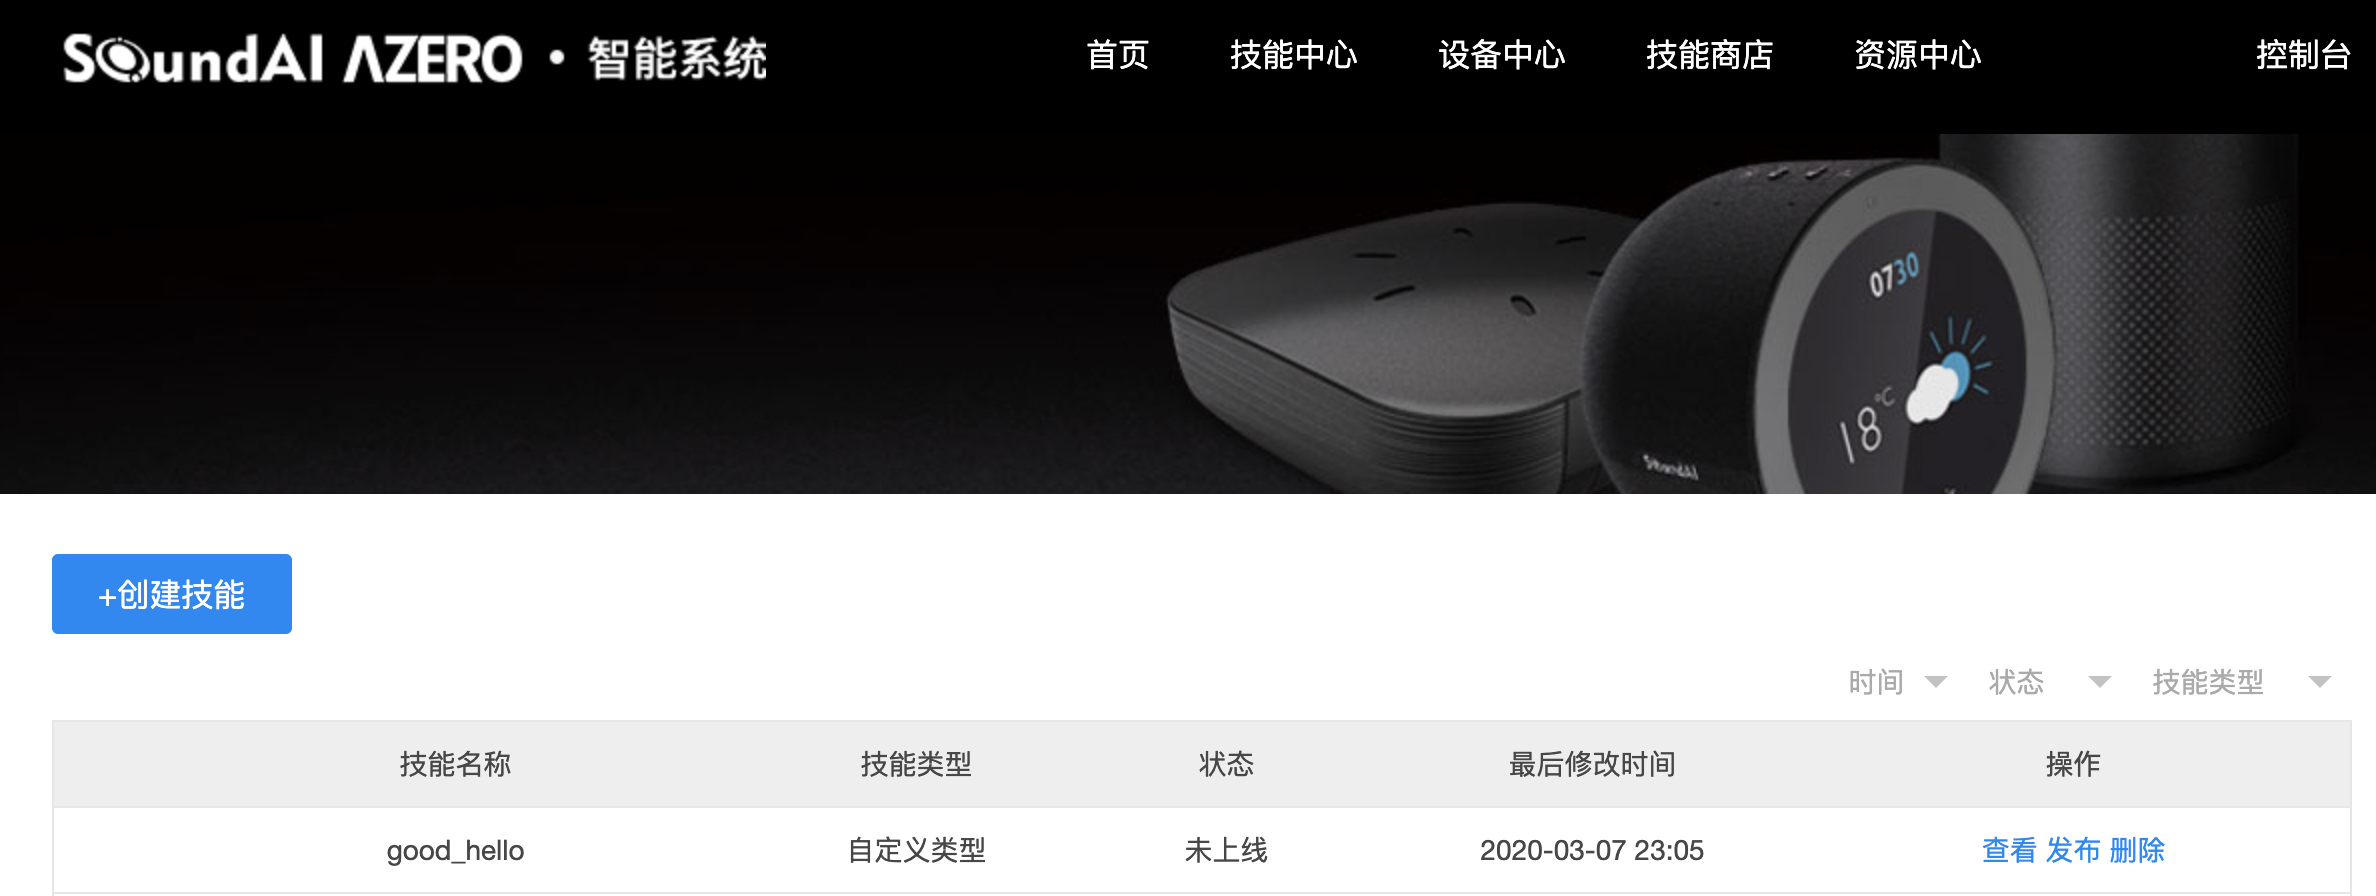 SoundAI AZERO · 智能系统
首页 技能中心 设备中心 技能商店 资源中心 控制台
0730
18°C
SoundAI
+创建技能
时间 状态 技能类型
技能名称 技能类型 状态 最后修改时间 操作
good_hello 自定义类型 未上线 2020-03-07 23:05 查看 发布 删除